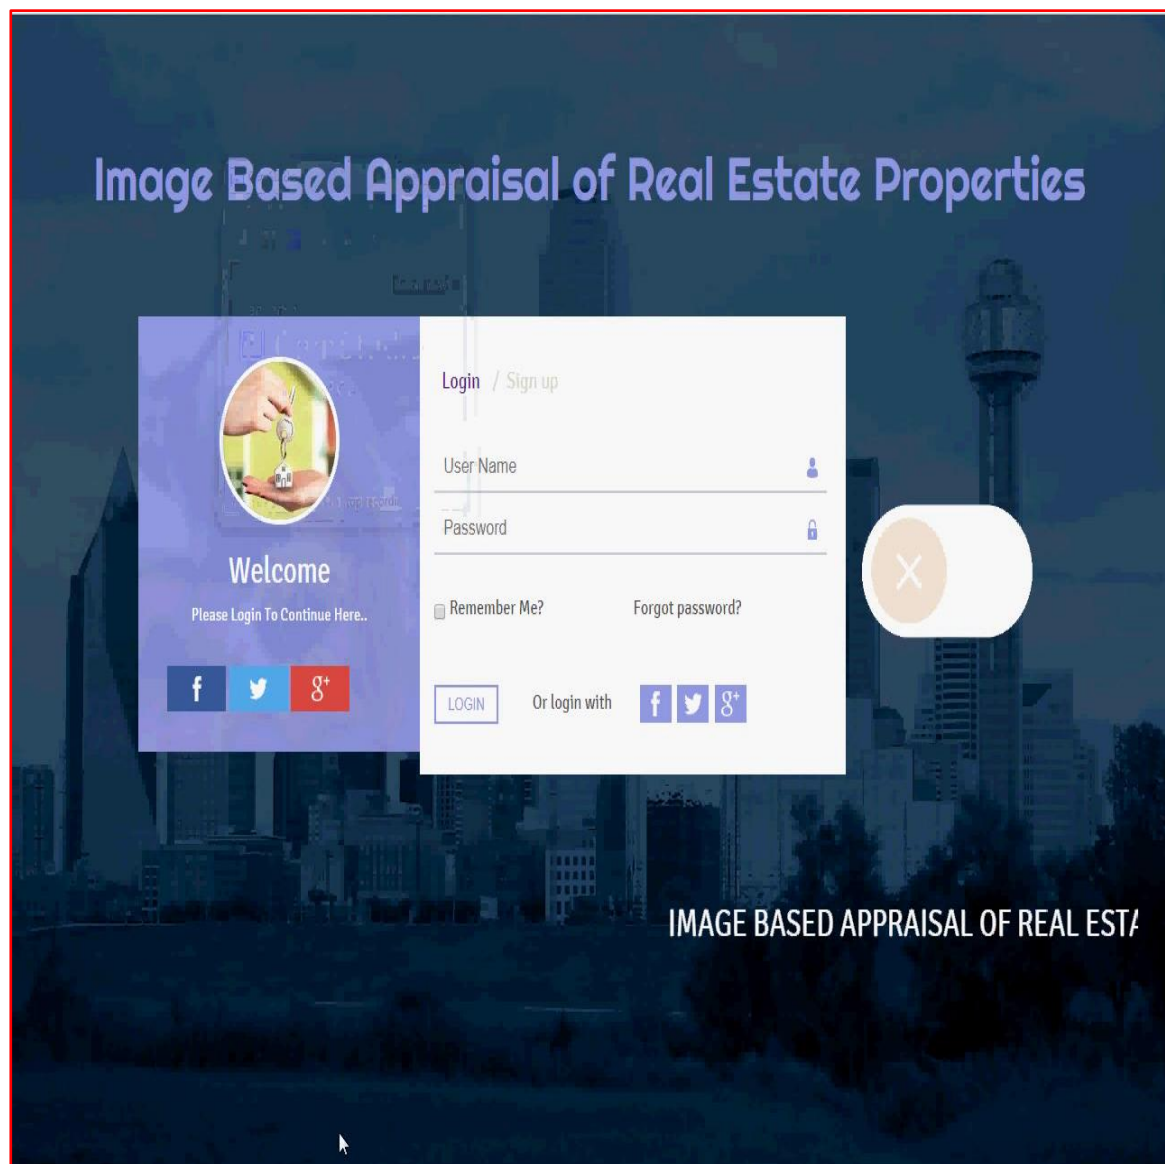 Image Based Appraisal of Real Estate Properties
Login / Sign up
User Name
Password
Welcome
Please Login To Continue Here..
Remember Me? Forgot password?
f g+
LOGIN Or login with f g+
IMAGE BASED APPRAISAL OF REAL ESTA